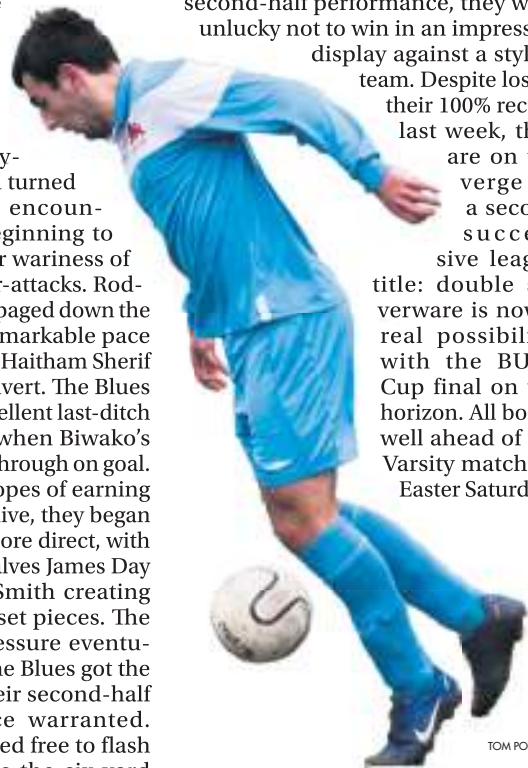 y-
turned
encoun-
eginning to
r wariness of
r-attacks. Rod-
paged down the
markable pace
Haitham Sherif
vert. The Blues
ellent last-ditch
when Biwako's
hrough on goal.
opes of earning
ive, they began
ore direct, with
alves James Day
Smith creating
set pieces. The
essure eventu-
he Blues got the
eir second-half
ce warranted.
ed free to flash
second-half performance, they w
unlucky not to win in an impress
display against a styl
team. Despite los
their 100% rec
last week, th
are on
verge
a seco
succe
sive leag
title: double
verware is now
real possibili
with the BU
Cup final on
horizon. All bo
well ahead of
Varsity match
Easter Saturd
TOM PO